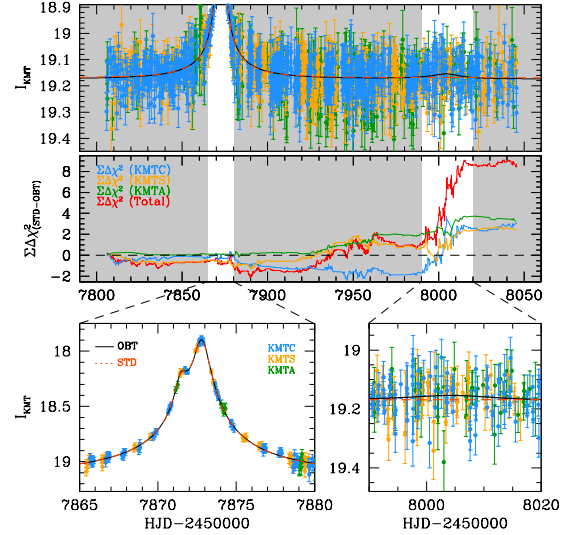 18.9
19
19.1
19.2
19.3
19.4
I_KMT
ΣΔχ² (KMTC)
ΣΔχ² (KMTS)
ΣΔχ² (KMTA)
ΣΔχ² (Total)
8
6
4
2
0
−2
ΣΔχ²(STD−OBT)
7800 7850 7900 7950 8000 8050
OBT
STD
KMTC
KMTS
KMTA
18
18.5
19
I_KMT
7865 7870 7875 7880
HJD−2450000
19
19.2
19.4
8000 8010 8020
HJD−2450000